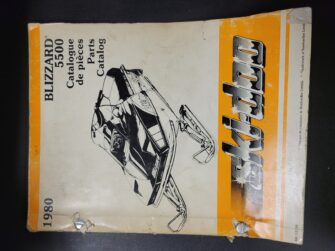 BLIZZARD®
5500
Catalogue
de pièces
Parts
Catalog
1980
ski-doo